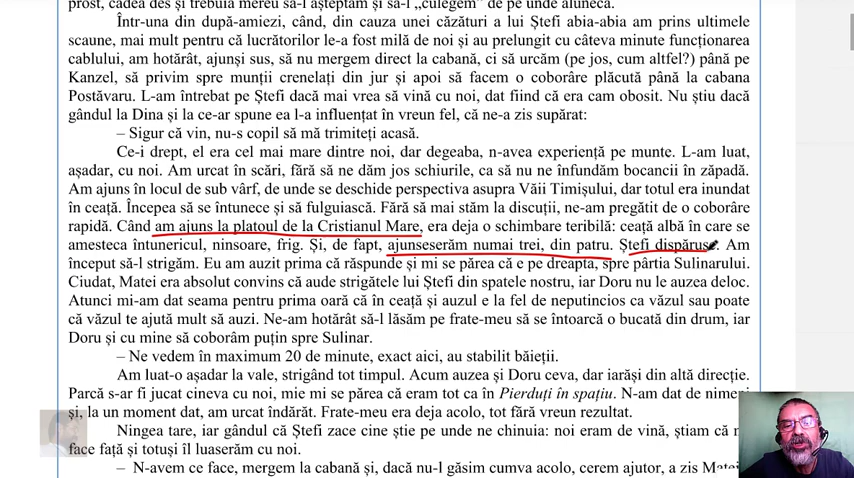 prost, cădea des și trebuia mereu să-l așteptăm și să-l „culegem” de pe unde aluneca.
Într-una din după-amiezi, când, din cauza unei căzături a lui Ștefi abia-abia am prins ultimele
scaune, mai mult pentru că lucrătorilor le-a fost milă de noi și au prelungit cu câteva minute funcționarea
cablului, am hotărât, ajunși sus, să nu mergem direct la cabană, ci să urcăm (pe jos, cum altfel?) până pe
Kanzel, să privim spre munții crenelați din jur și apoi să facem o coborâre plăcută până la cabana
Postăvaru. L-am întrebat pe Ștefi dacă mai vrea să vină cu noi, dat fiind că era cam obosit. Nu știu dacă
gândul la Dina și la ce-ar spune ea l-a influențat în vreun fel, că ne-a zis supărat:
– Sigur că vin, nu-s copil să mă trimiteți acasă.
Ce-i drept, el era cel mai mare dintre noi, dar degeaba, n-avea experiență pe munte. L-am luat,
așadar, cu noi. Am urcat în scări, fără să ne dăm jos schiurile, ca să nu ne înfundăm bocancii în zăpadă.
Am ajuns în locul de sub vârf, de unde se deschide perspectiva asupra Văii Timișului, dar totul era inundat
în ceață. Începea să se întunece și să fulguiască. Fără să mai stăm la discuții, ne-am pregătit de o coborâre
rapidă. Când am ajuns la platoul de la Cristianul Mare, era deja o schimbare teribilă: ceață albă în care se
amesteca întunericul, ninsoare, frig. Și, de fapt, ajunseserăm numai trei, din patru. Ștefi dispăruse. Am
început să-l strigăm. Eu am auzit prima că răspunde și mi se părea că e pe dreapta, spre pârtia Sulinarului.
Ciudat, Matei era absolut convins că aude strigătele lui Ștefi din spatele nostru, iar Doru nu le auzea deloc.
Atunci mi-am dat seama pentru prima oară că în ceață și auzul e la fel de neputincios ca văzul sau poate
că văzul te ajută mult să auzi. Ne-am hotărât să-l lăsăm pe frate-meu să se întoarcă o bucată din drum, iar
Doru și cu mine să coborâm puțin spre Sulinar.
– Ne vedem în maximum 20 de minute, exact aici, au stabilit băieții.
Am luat-o așadar la vale, strigând tot timpul. Acum auzea și Doru ceva, dar iarăși din altă direcție.
Parcă s-ar fi jucat cineva cu noi, mie mi se părea că eram tot ca în Pierduți în spațiu. N-am dat de nimeni
și, la un moment dat, am urcat îndărăt. Frate-meu era deja acolo, tot fără vreun rezultat.
Ningea tare, iar gândul că Ștefi zace cine știe pe unde ne chinuia: noi eram de vină, știam că
face față și totuși îl luaserăm cu noi.
– N-avem ce face, mergem la cabană și, dacă nu-l găsim cumva acolo, cerem ajutor, a zis Matei